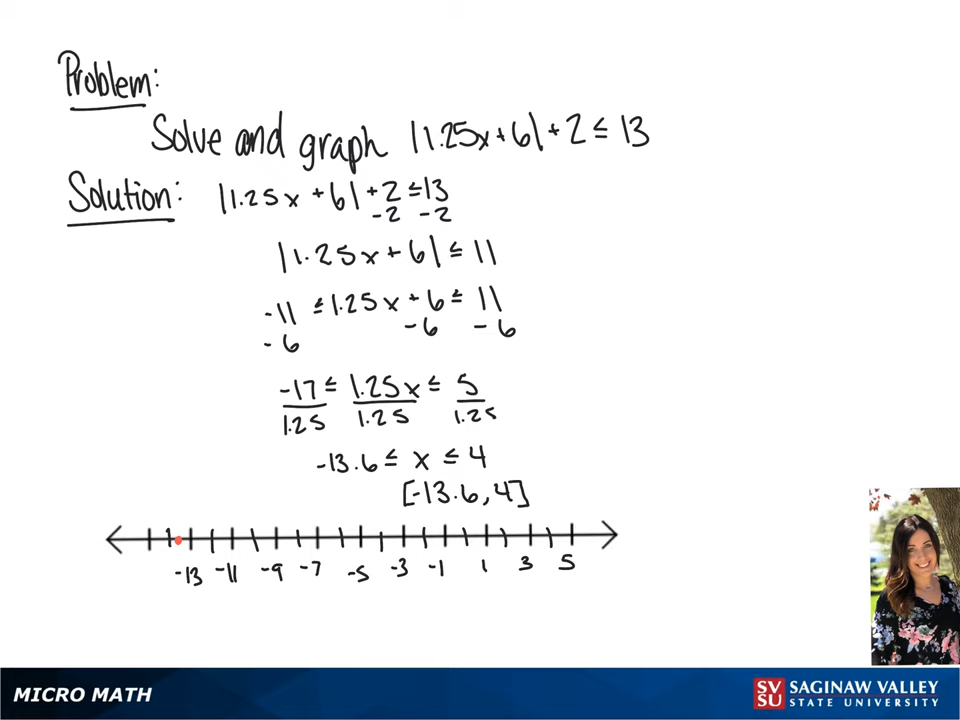 Problem:
Solve and graph |1.25x + 6| + 2 ≤ 13
Solution: |1.25x + 6| + 2 ≤ 13
-2 -2
|1.25x + 6| ≤ 11
-11 ≤ 1.25x + 6 ≤ 11
-6 -6 -6
-17 ≤ 1.25x ≤ 5
1.25 1.25 1.25
-13.6 ≤ x ≤ 4
[-13.6, 4]
-13 -11 -9 -7 -5 -3 -1 1 3 5
MICRO MATH
SV SU SAGINAW VALLEY
STATE UNIVERSITY